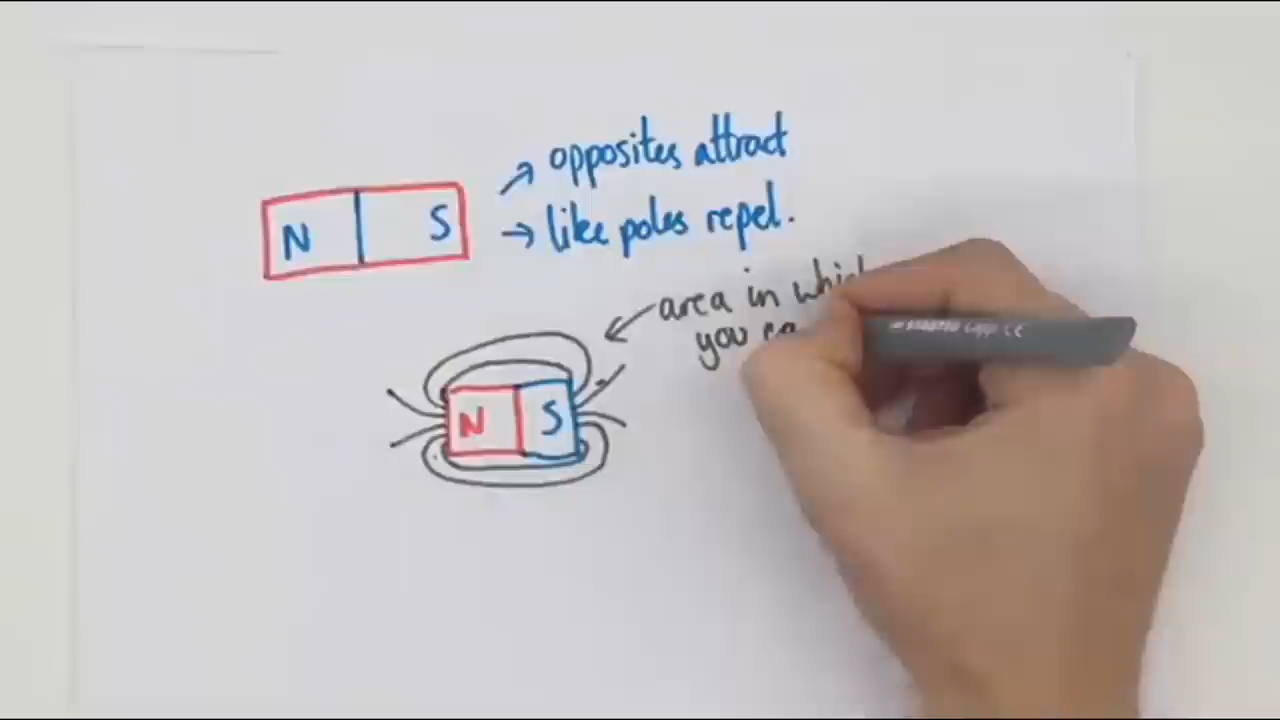 opposites attract
N S
like poles repel.
area in
you
N S